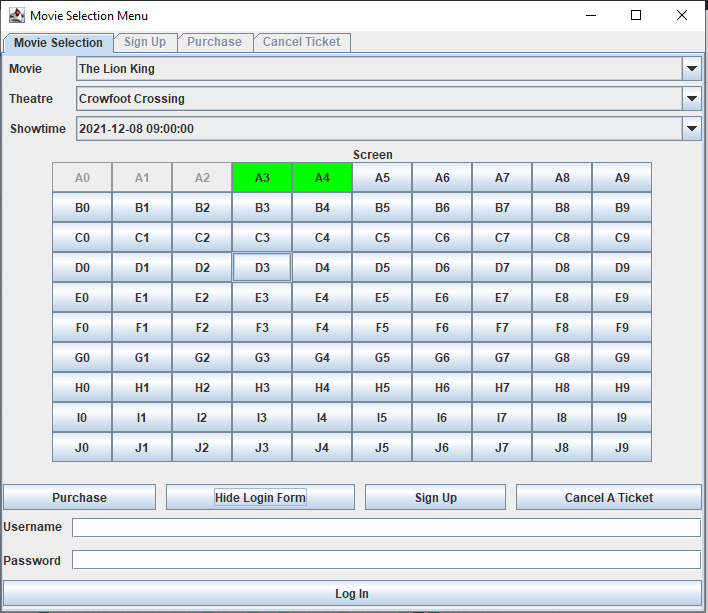 Movie Selection Menu
Movie Selection Sign Up Purchase Cancel Ticket
Movie The Lion King
Theatre Crowfoot Crossing
Showtime 2021-12-08 09:00:00
Screen
A0 A1 A2 A3 A4 A5 A6 A7 A8 A9
B0 B1 B2 B3 B4 B5 B6 B7 B8 B9
C0 C1 C2 C3 C4 C5 C6 C7 C8 C9
D0 D1 D2 D3 D4 D5 D6 D7 D8 D9
E0 E1 E2 E3 E4 E5 E6 E7 E8 E9
F0 F1 F2 F3 F4 F5 F6 F7 F8 F9
G0 G1 G2 G3 G4 G5 G6 G7 G8 G9
H0 H1 H2 H3 H4 H5 H6 H7 H8 H9
I0 I1 I2 I3 I4 I5 I6 I7 I8 I9
J0 J1 J2 J3 J4 J5 J6 J7 J8 J9
Purchase Hide Login Form Sign Up Cancel A Ticket
Username
Password
Log In